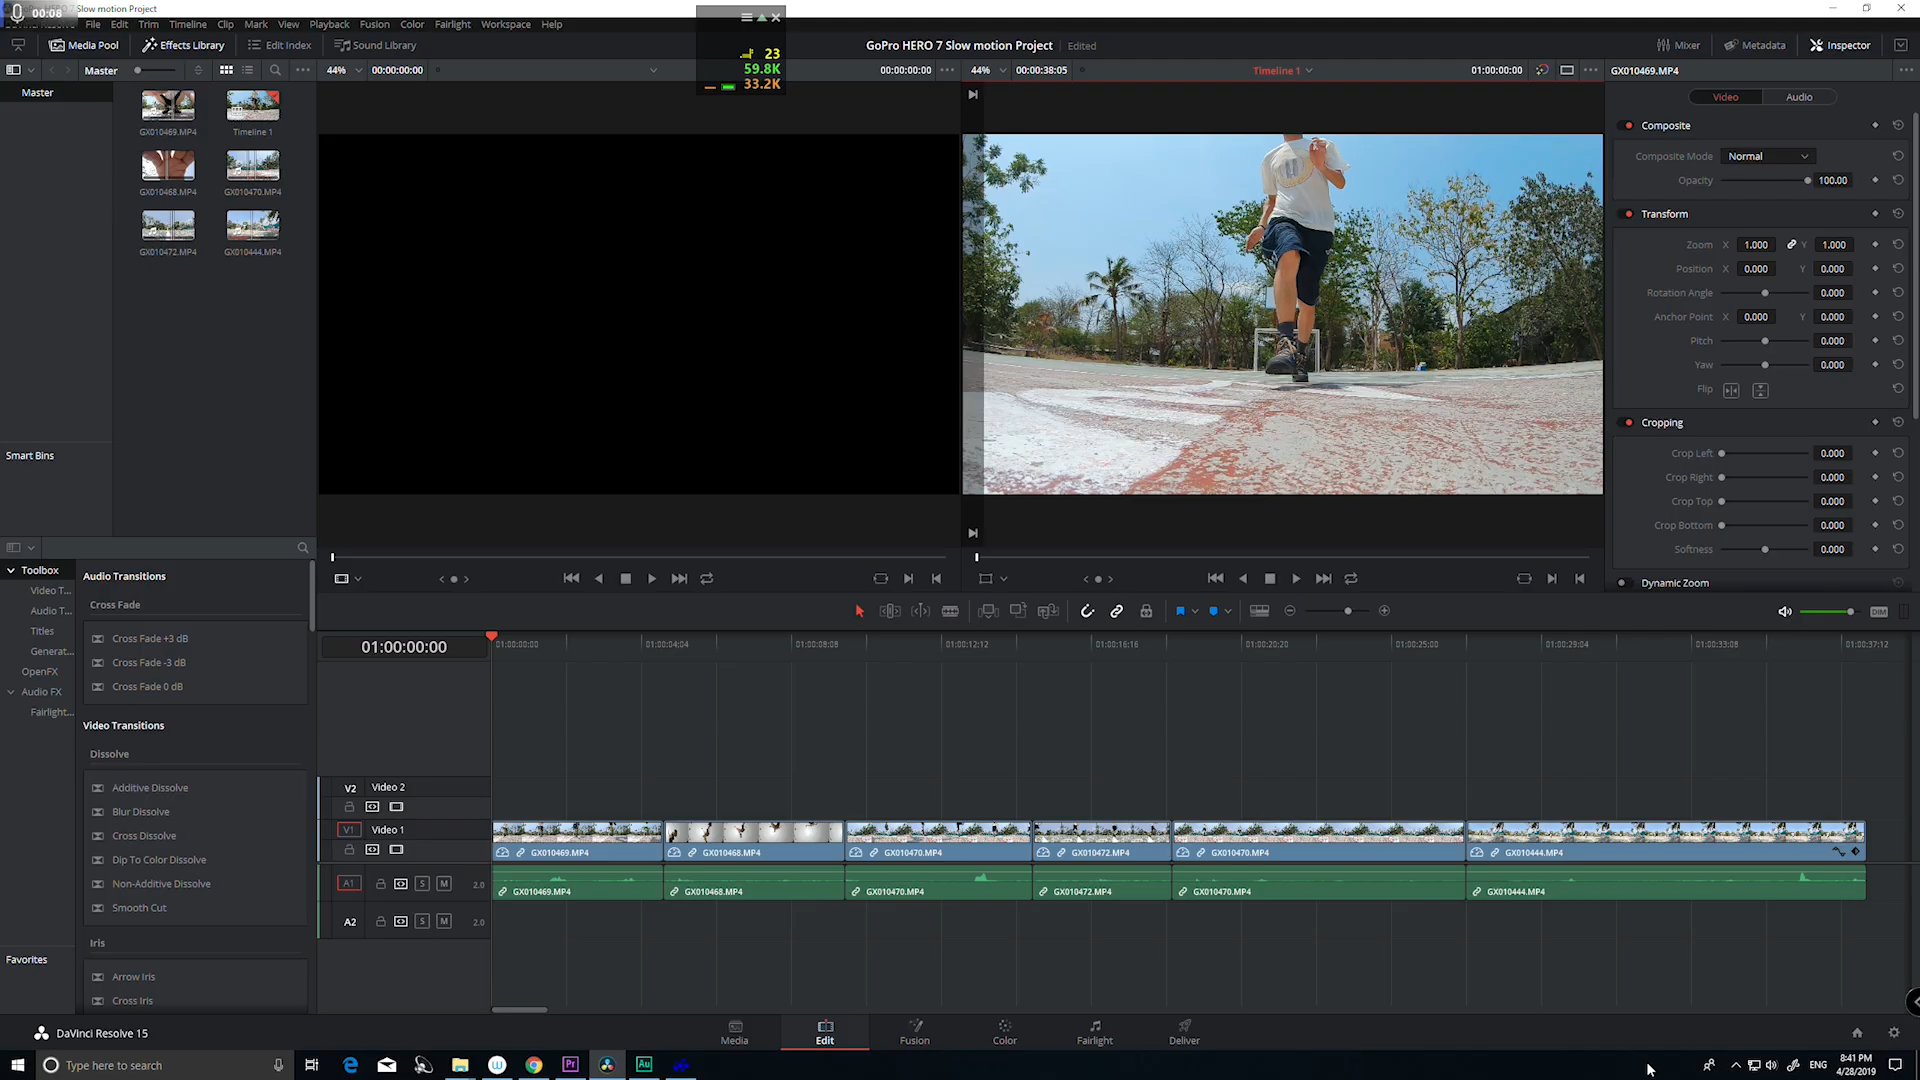 00:08
Slow motion Project
File Edit Trim Timeline Clip Mark View Playback Fusion Color Fairlight Workspace Help
Media Pool Effects Library Edit Index Sound Library
23
59.8K
33.2K
GoPro HERO 7 Slow motion Project Edited
Mixer Metadata Inspector
Master
44% 00:00:00:00
00:00:00:00
44% 00:00:38:05
Timeline 1
01:00:00:00
GX010469.MP4
Master
GX010469.MP4
Timeline 1
GX010468.MP4
GX010470.MP4
GX010472.MP4
GX010444.MP4
Smart Bins
Video Audio
Composite
Composite Mode Normal
Opacity 100.00
Transform
Zoom X 1.000 Y 1.000
Position X 0.000 Y 0.000
Rotation Angle 0.000
Anchor Point X 0.000 Y 0.000
Pitch 0.000
Yaw 0.000
Flip
Cropping
Crop Left 0.000
Crop Right 0.000
Crop Top 0.000
Crop Bottom 0.000
Softness 0.000
Dynamic Zoom
Toolbox
Video T...
Audio T...
Titles
Generat...
OpenFX
Audio FX
Fairlight...
Favorites
Audio Transitions
Cross Fade
Cross Fade +3 dB
Cross Fade -3 dB
Cross Fade 0 dB
Video Transitions
Dissolve
Additive Dissolve
Blur Dissolve
Cross Dissolve
Dip To Color Dissolve
Non-Additive Dissolve
Smooth Cut
Iris
Arrow Iris
Cross Iris
DIM
01:00:00:00
01:00:00:00 01:00:04:04 01:00:08:08 01:00:12:12 01:00:16:16 01:00:20:20 01:00:25:00 01:00:29:04 01:00:33:08 01:00:37:12
V2 Video 2
V1 Video 1
GX010469.MP4 GX010468.MP4 GX010470.MP4 GX010472.MP4 GX010470.MP4 GX010444.MP4
A1 S M 2.0
GX010469.MP4 GX010468.MP4 GX010470.MP4 GX010472.MP4 GX010470.MP4 GX010444.MP4
A2 S M 2.0
DaVinci Resolve 15
Media Edit Fusion Color Fairlight Deliver
Type here to search
Pr
Au
ENG
8:41 PM
4/28/2019